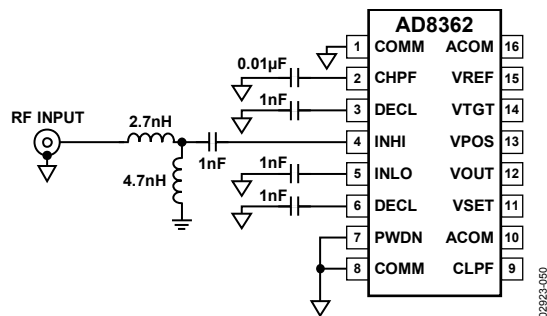 AD8362
1 COMM ACOM 16
0.01µF
2 CHPF VREF 15
1nF
3 DECL VTGT 14
RF INPUT
2.7nH
4 INHI VPOS 13
1nF
4.7nH
1nF
5 INLO VOUT 12
1nF
6 DECL VSET 11
7 PWDN ACOM 10
8 COMM CLPF 9
02923-050